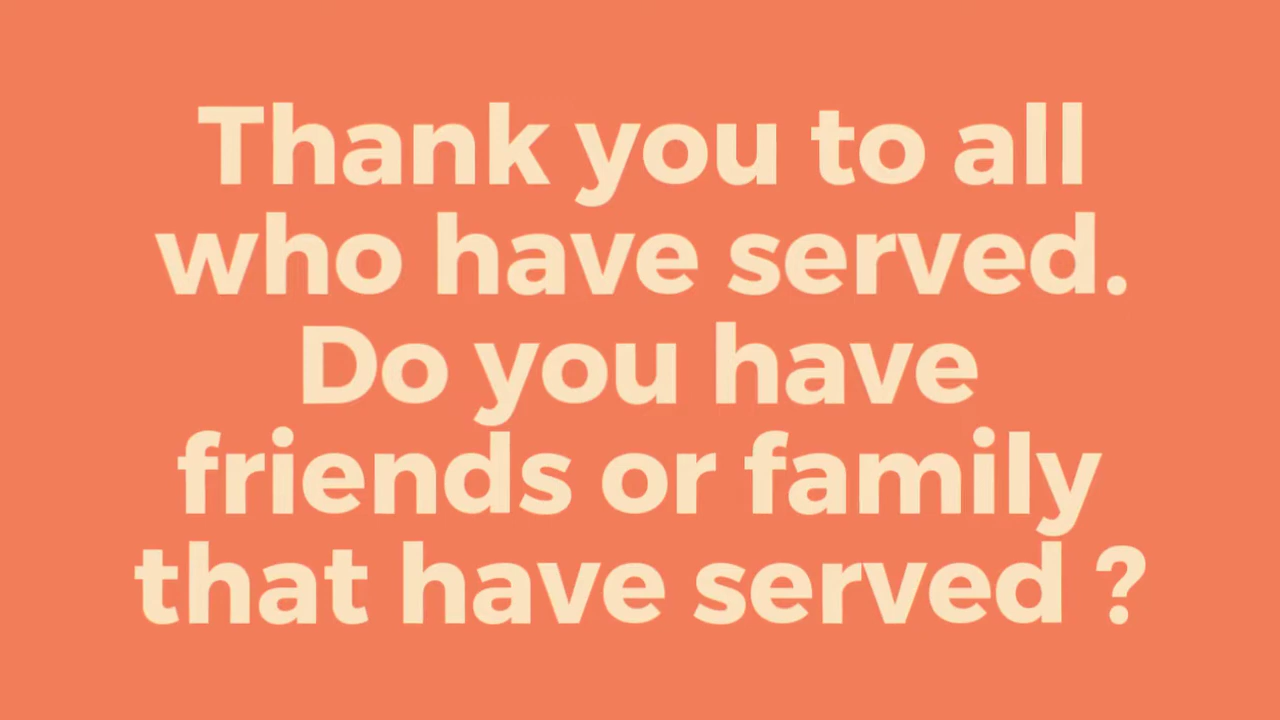 Thank you to all
who have served.
Do you have
friends or family
that have served ?